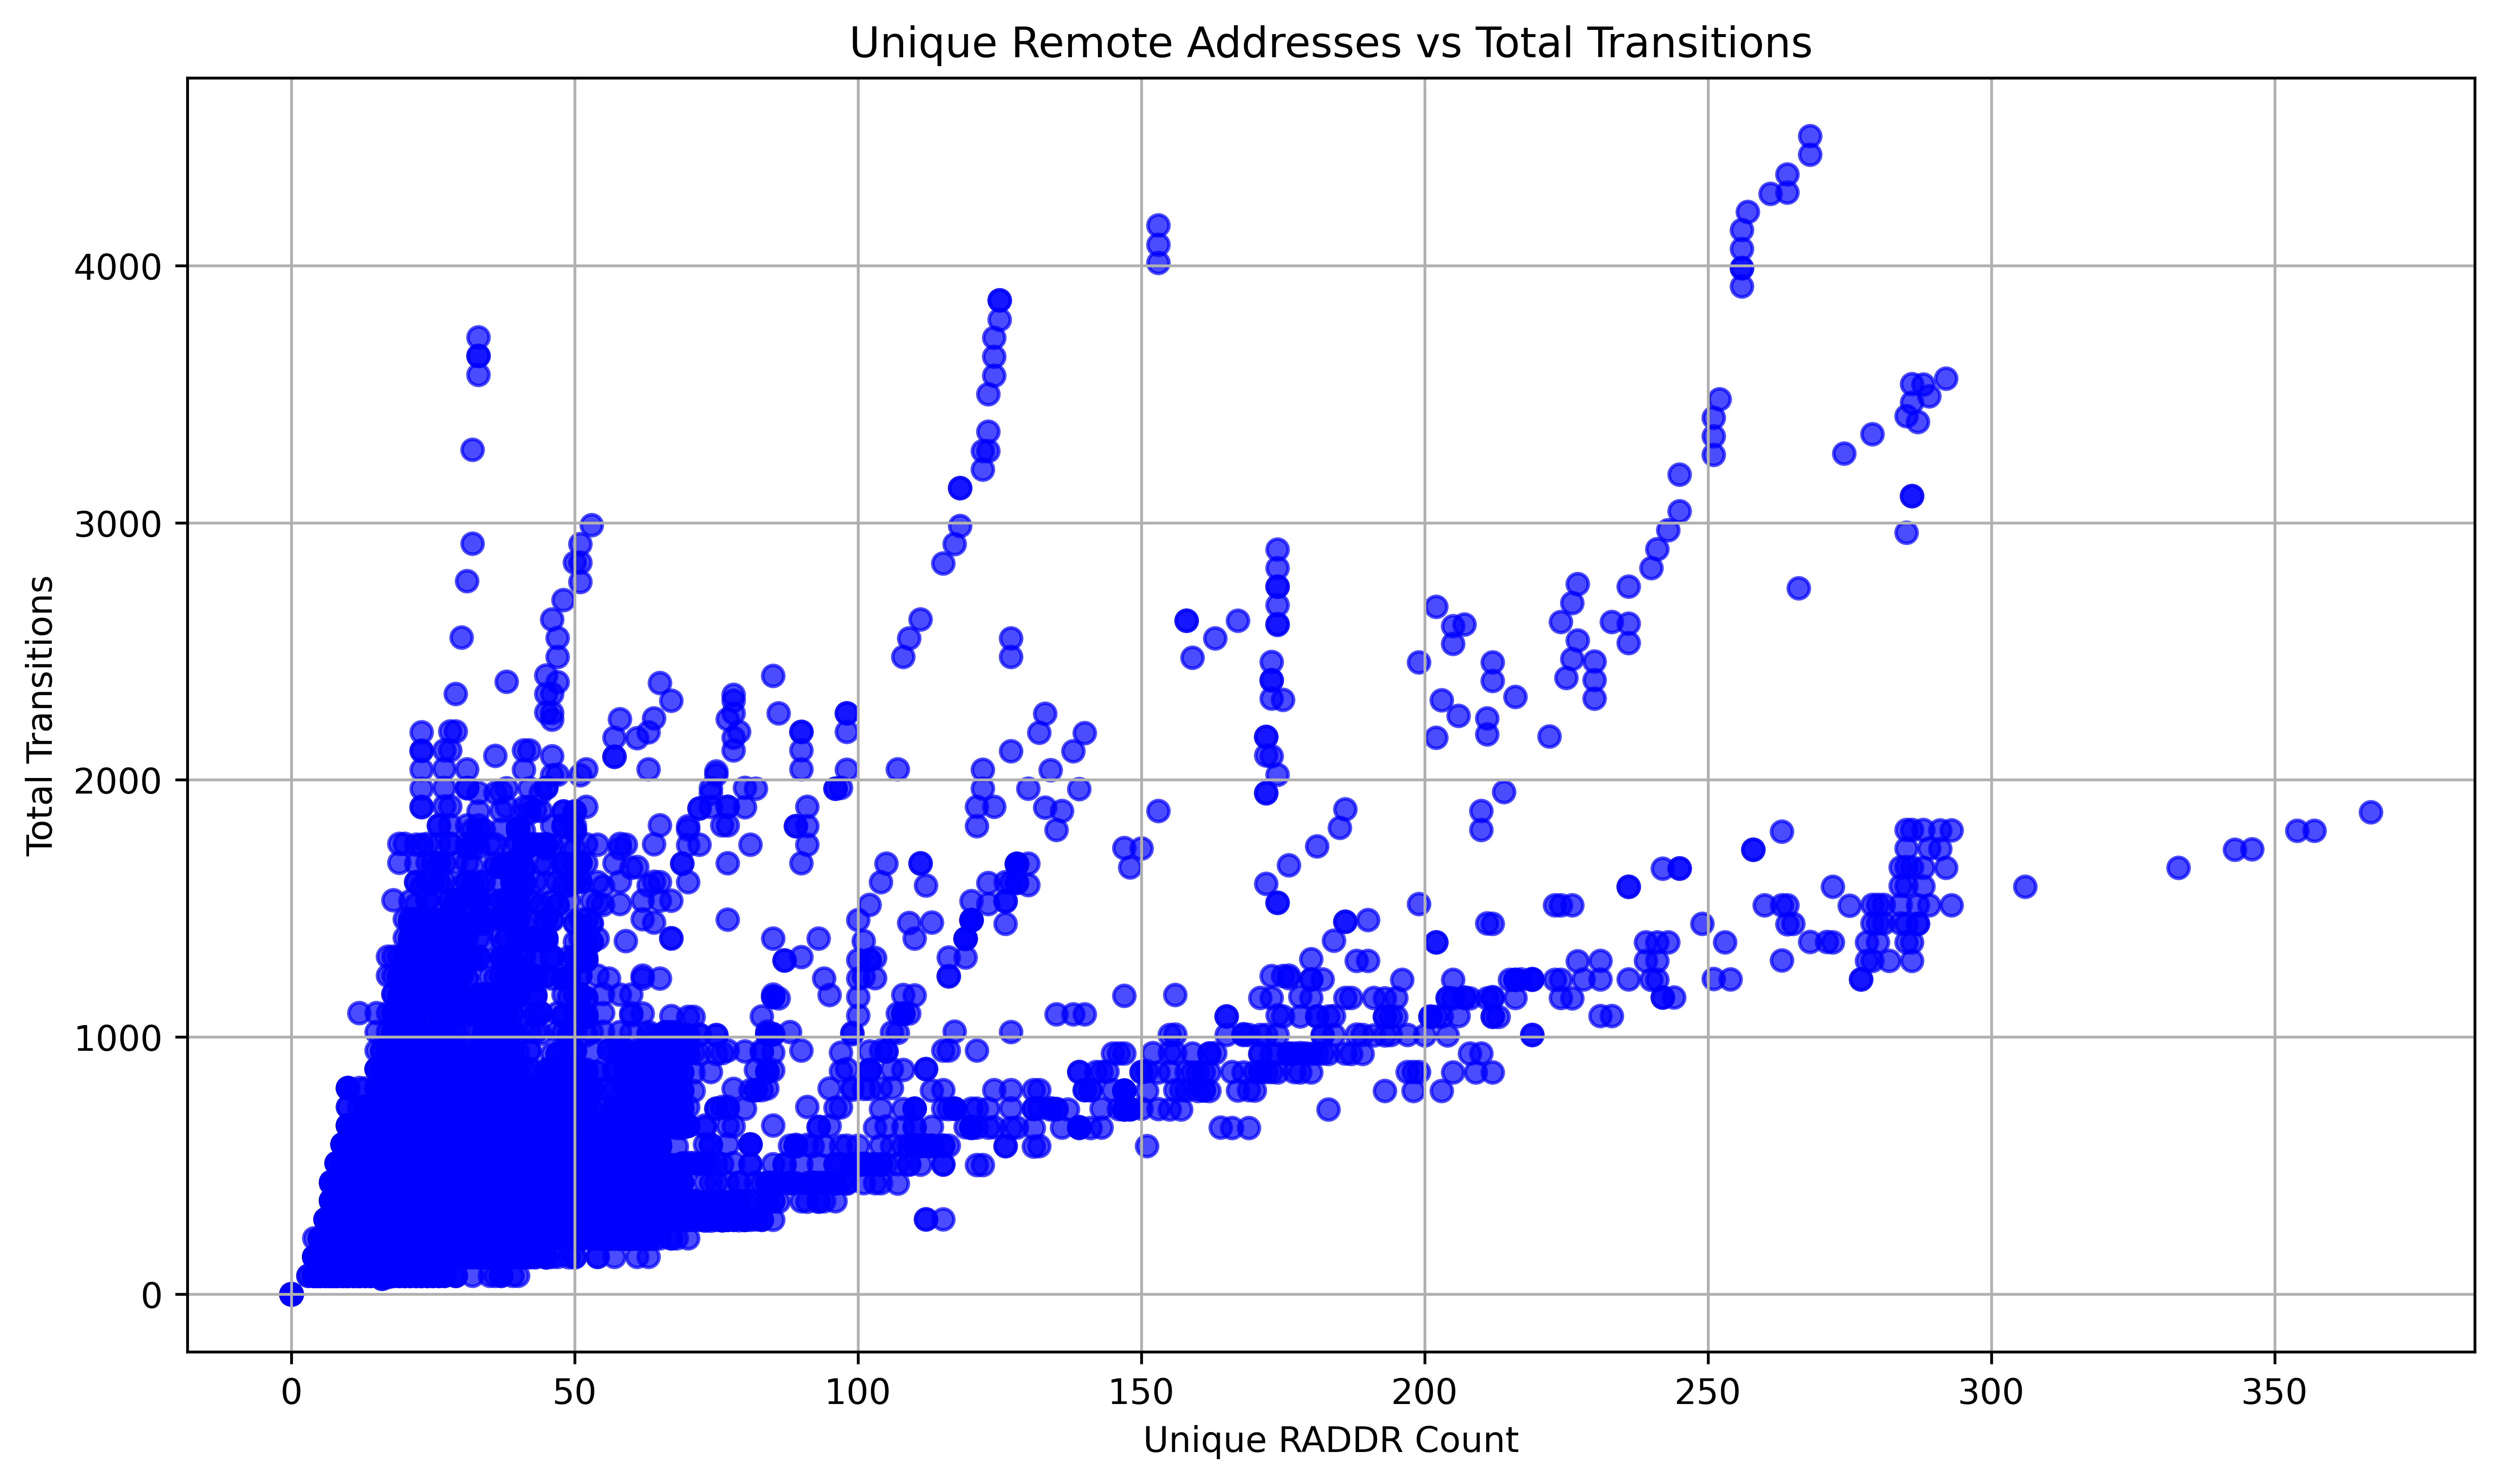 Unique Remote Addresses vs Total Transitions
Total Transitions
4000
3000
2000
1000
0
0 50 100 150 200 250 300 350
Unique RADDR Count